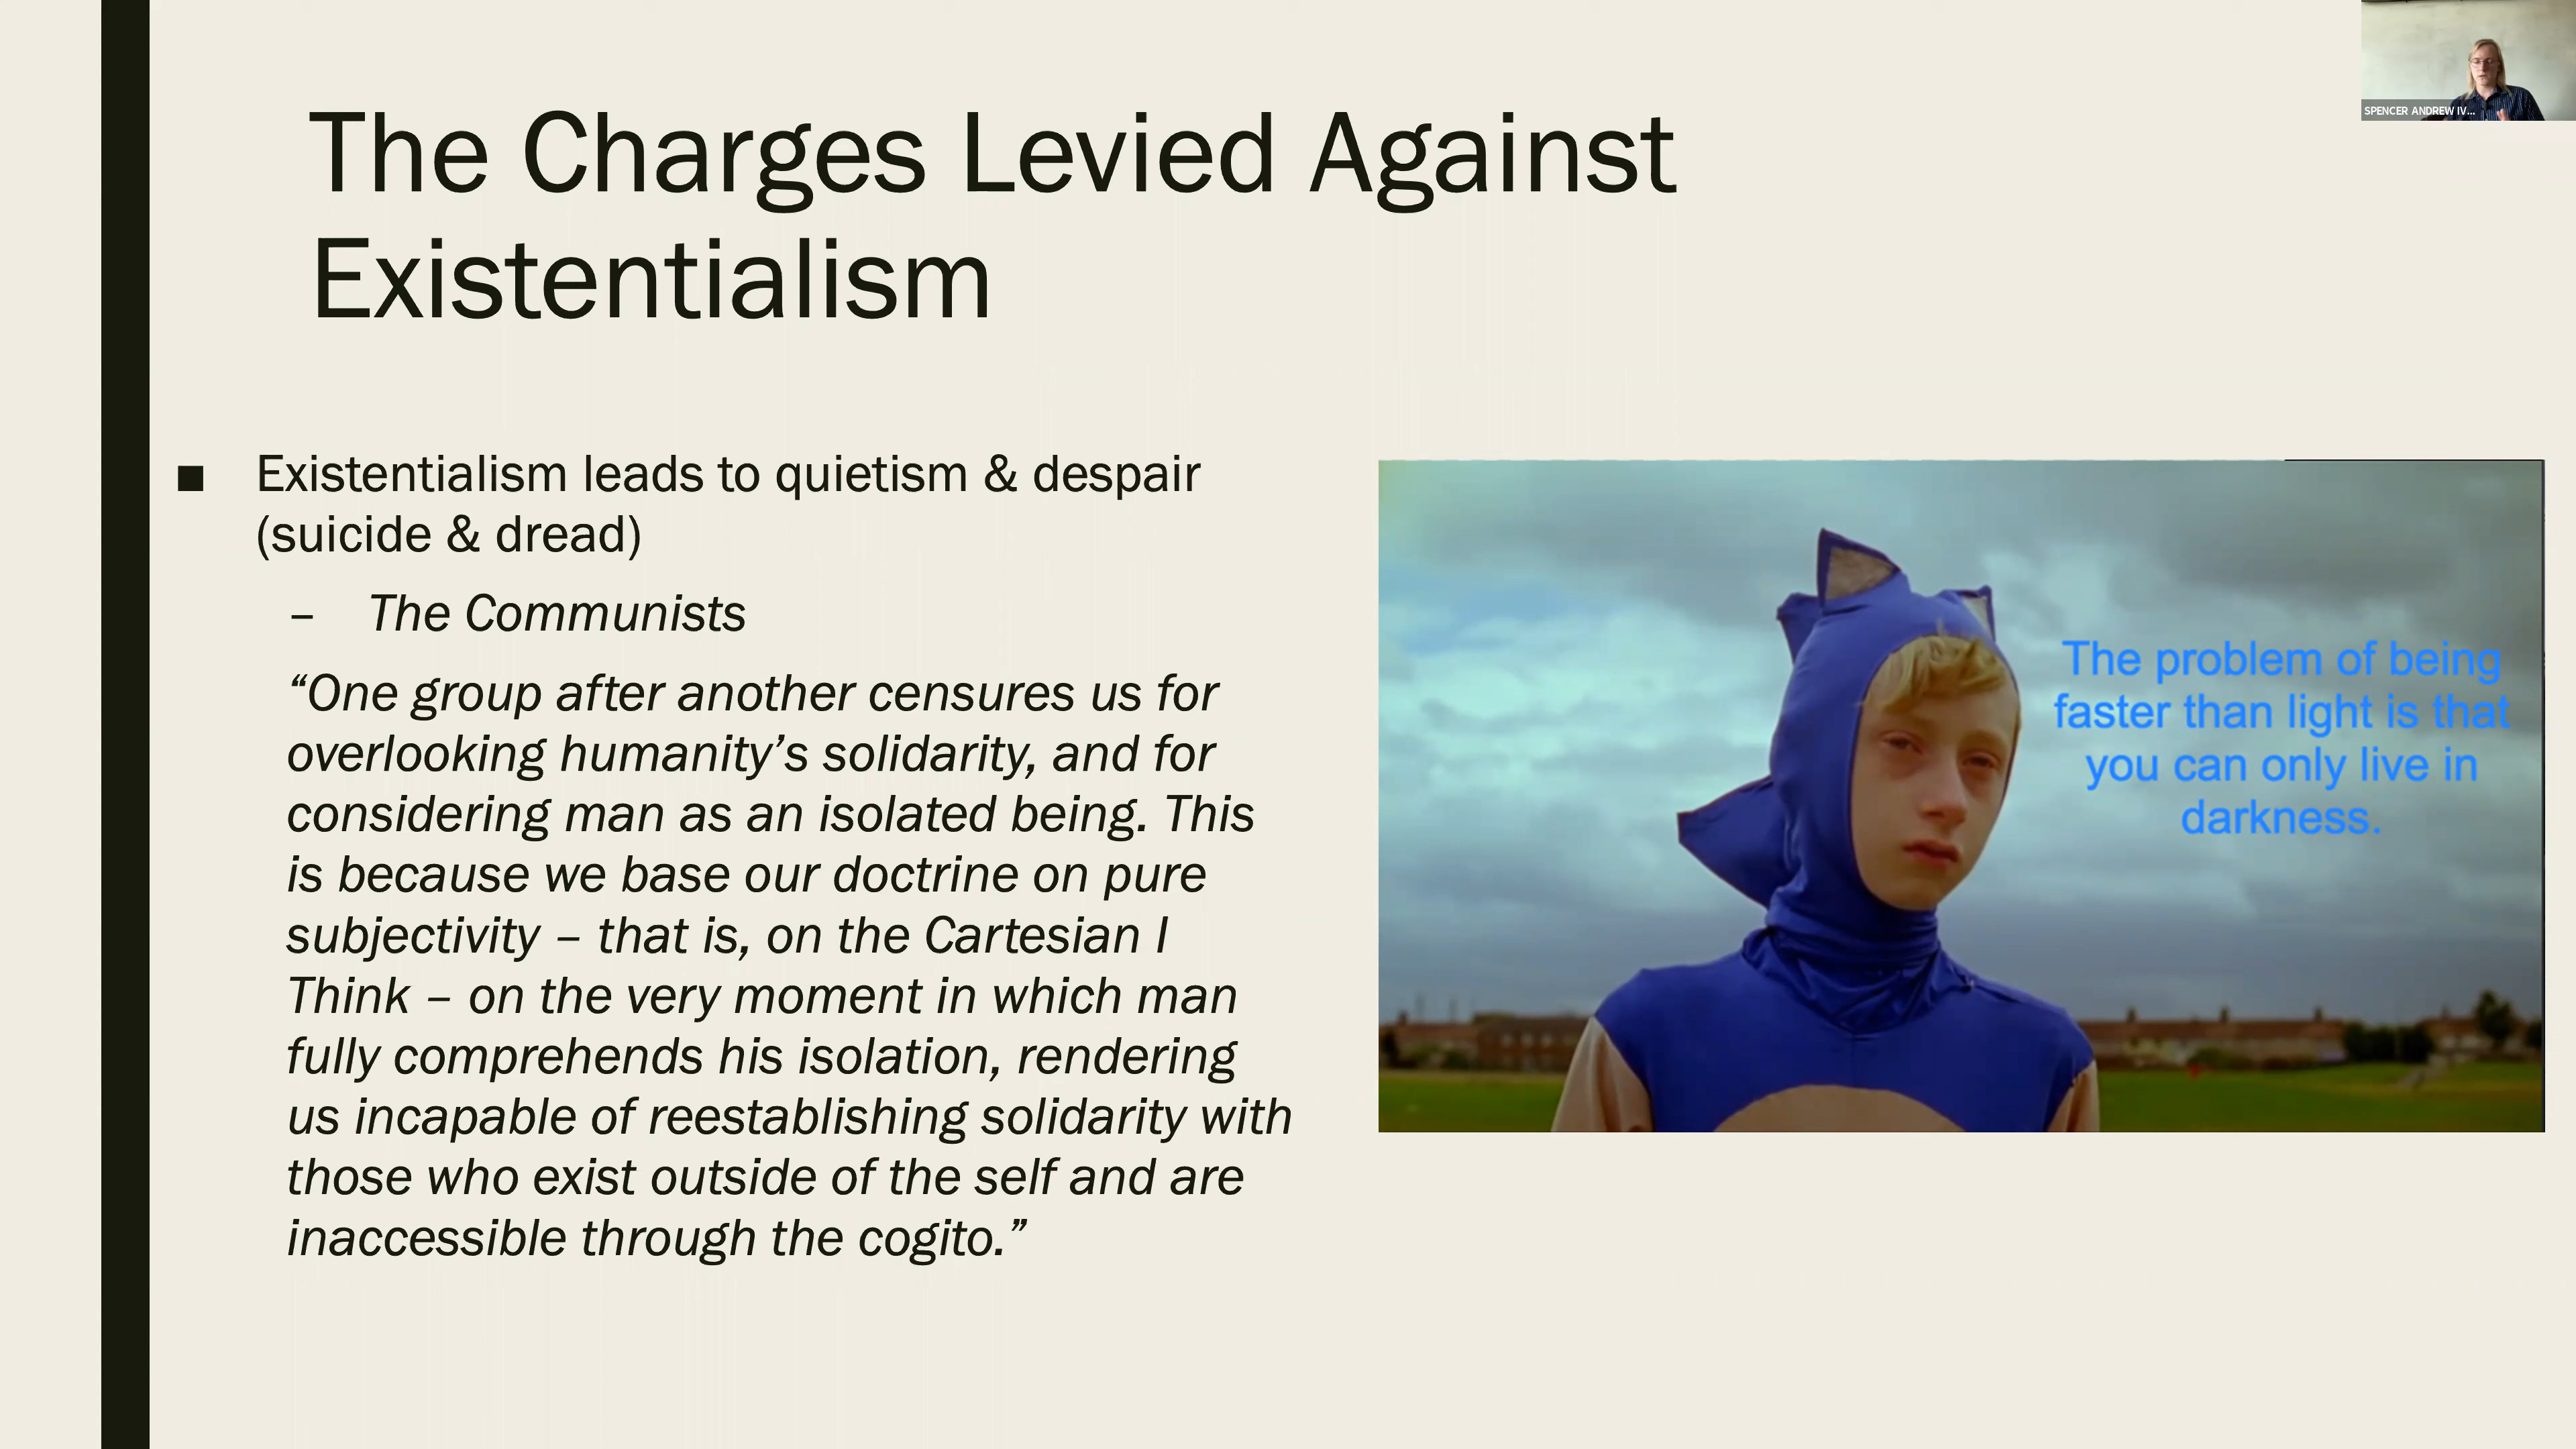 The Charges Levied Against
Existentialism
SPENCER ANDREW IV...
■ Existentialism leads to quietism & despair
(suicide & dread)
– The Communists
“One group after another censures us for
overlooking humanity’s solidarity, and for
considering man as an isolated being. This
is because we base our doctrine on pure
subjectivity – that is, on the Cartesian I
Think – on the very moment in which man
fully comprehends his isolation, rendering
us incapable of reestablishing solidarity with
those who exist outside of the self and are
inaccessible through the cogito.”
The problem of being
faster than light is that
you can only live in
darkness.